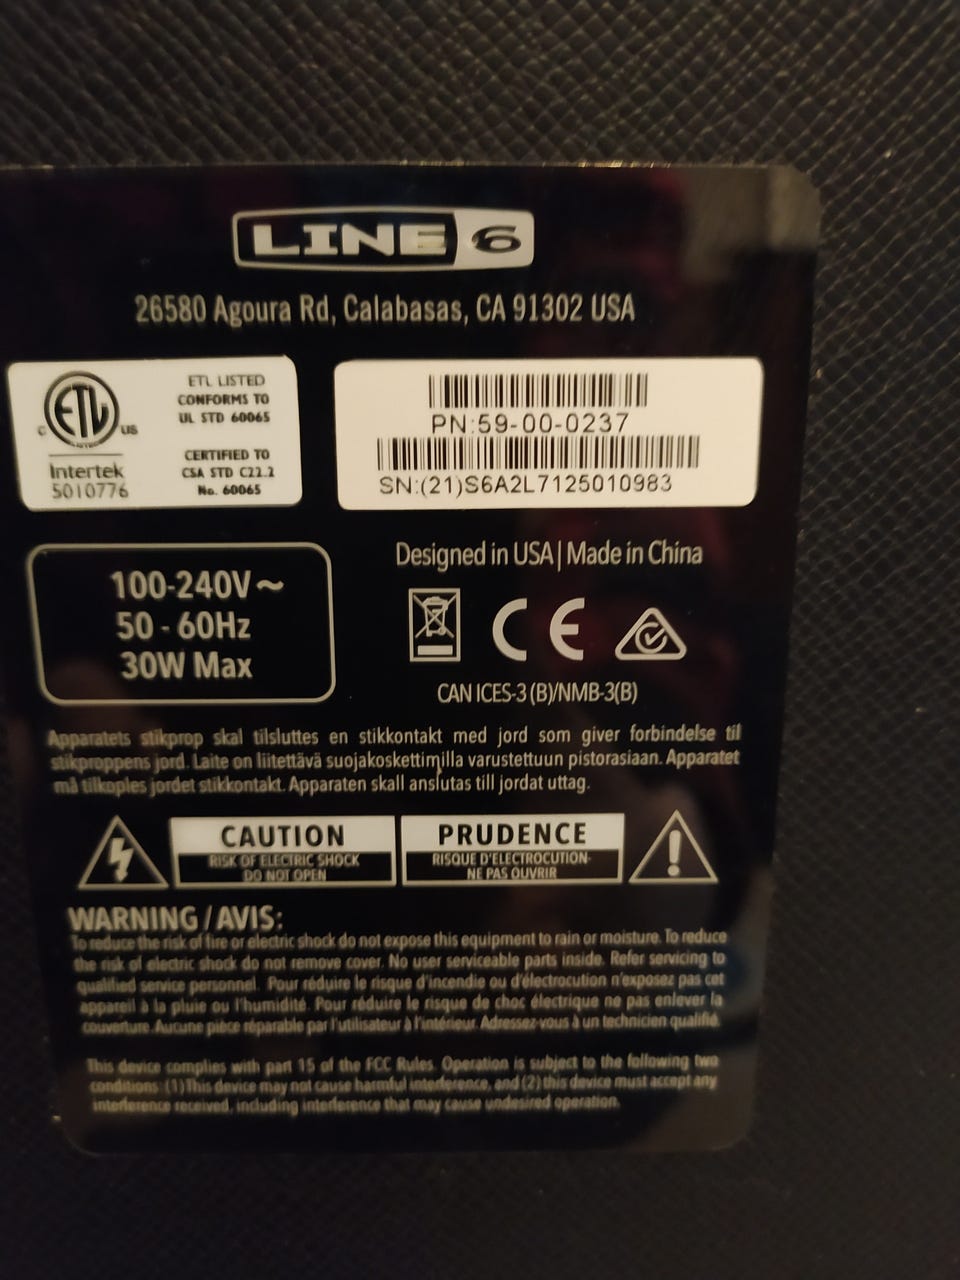 LINE 6
26580 Agoura Rd, Calabasas, CA 91302 USA
ETL LISTED
CONFORMS TO
UL STD 60065
CERTIFIED TO
CSA STD C22.2
No. 60065
C ETL US
INTERTEK
Intertek
5010776
PN:59-00-0237
SN:(21)S6A2L7125010983
100-240V~
50 - 60Hz
30W Max
Designed in USA | Made in China
CE
CAN ICES-3 (B)/NMB-3(B)
Apparatets stikprop skal tilsluttes en stikkontakt med jord som giver forbindelse til
stikproppens jord. Laite on liitettävä suojakoskettimilla varustettuun pistorasiaan. Apparatet
må tilkoples jordet stikkontakt. Apparaten skall anslutas till jordat uttag.
CAUTION
RISK OF ELECTRIC SHOCK
DO NOT OPEN
PRUDENCE
RISQUE D'ELECTROCUTION-
NE PAS OUVRIR
WARNING / AVIS:
To reduce the risk of fire or electric shock do not expose this equipment to rain or moisture. To reduce
the risk of electric shock do not remove cover. No user serviceable parts inside. Refer servicing to
qualified service personnel. Pour réduire le risque d'incendie ou d'électrocution n'exposez pas cet
appareil à la pluie ou l'humidité. Pour réduire le risque de choc électrique ne pas enlever la
couverture. Aucune pièce réparable par l'utilisateur à l'intérieur. Adressez-vous à un technicien qualifié.
This device complies with part 15 of the FCC Rules. Operation is subject to the following two
conditions: (1) This device may not cause harmful interference, and (2) this device must accept any
interference received, including interference that may cause undesired operation.